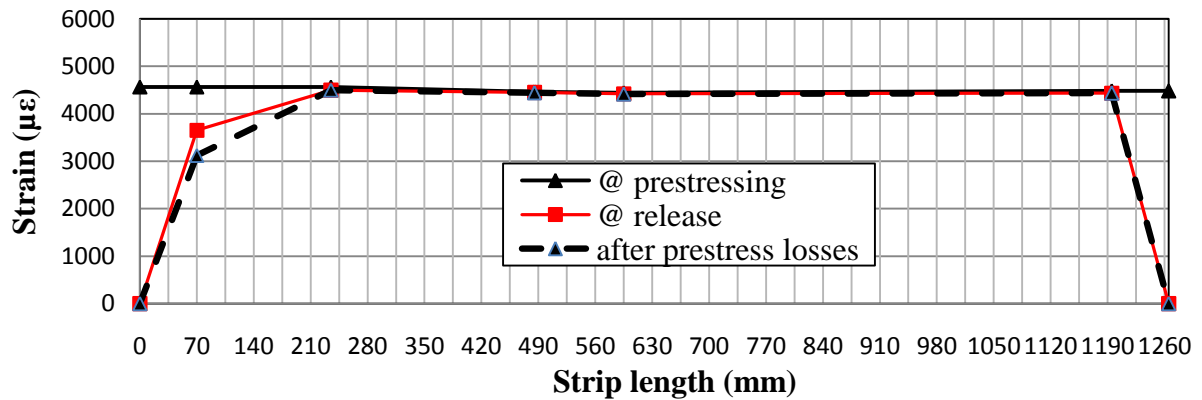 6000
5000
4000
3000
2000
1000
0
Strain (με)
@ prestressing
@ release
after prestress losses
0 70 140 210 280 350 420 490 560 630 700 770 840 910 980 1050 1120 1190 1260
Strip length (mm)